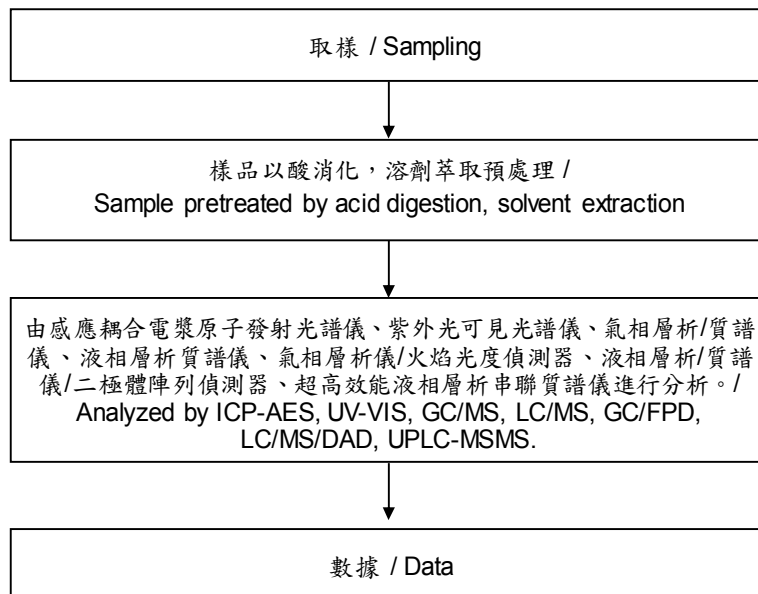 取樣 / Sampling
樣品以酸消化，溶劑萃取預處理 /
Sample pretreated by acid digestion, solvent extraction
由感應耦合電漿原子發射光譜儀、紫外光可見光譜儀、氣相層析/質譜
儀、液相層析質譜儀、氣相層析儀/火焰光度偵測器、液相層析/質譜
儀/二極體陣列偵測器、超高效能液相層析串聯質譜儀進行分析。/
Analyzed by ICP-AES, UV-VIS, GC/MS, LC/MS, GC/FPD,
LC/MS/DAD, UPLC-MSMS.
數據 / Data